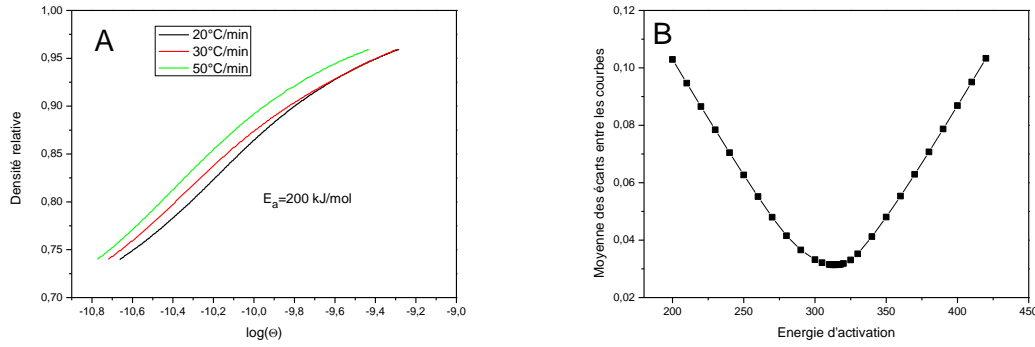 A
20°C/min
30°C/min
50°C/min
Ea=200 kJ/mol
Densité relative
1,00
0,95
0,90
0,85
0,80
0,75
0,70
-10,8 -10,6 -10,4 -10,2 -10,0 -9,8 -9,6 -9,4 -9,2 -9,0
log(Θ)
B
Moyenne des écarts entre les courbes
0,12
0,10
0,08
0,06
0,04
0,02
200 250 300 350 400 450
Energie d'activation